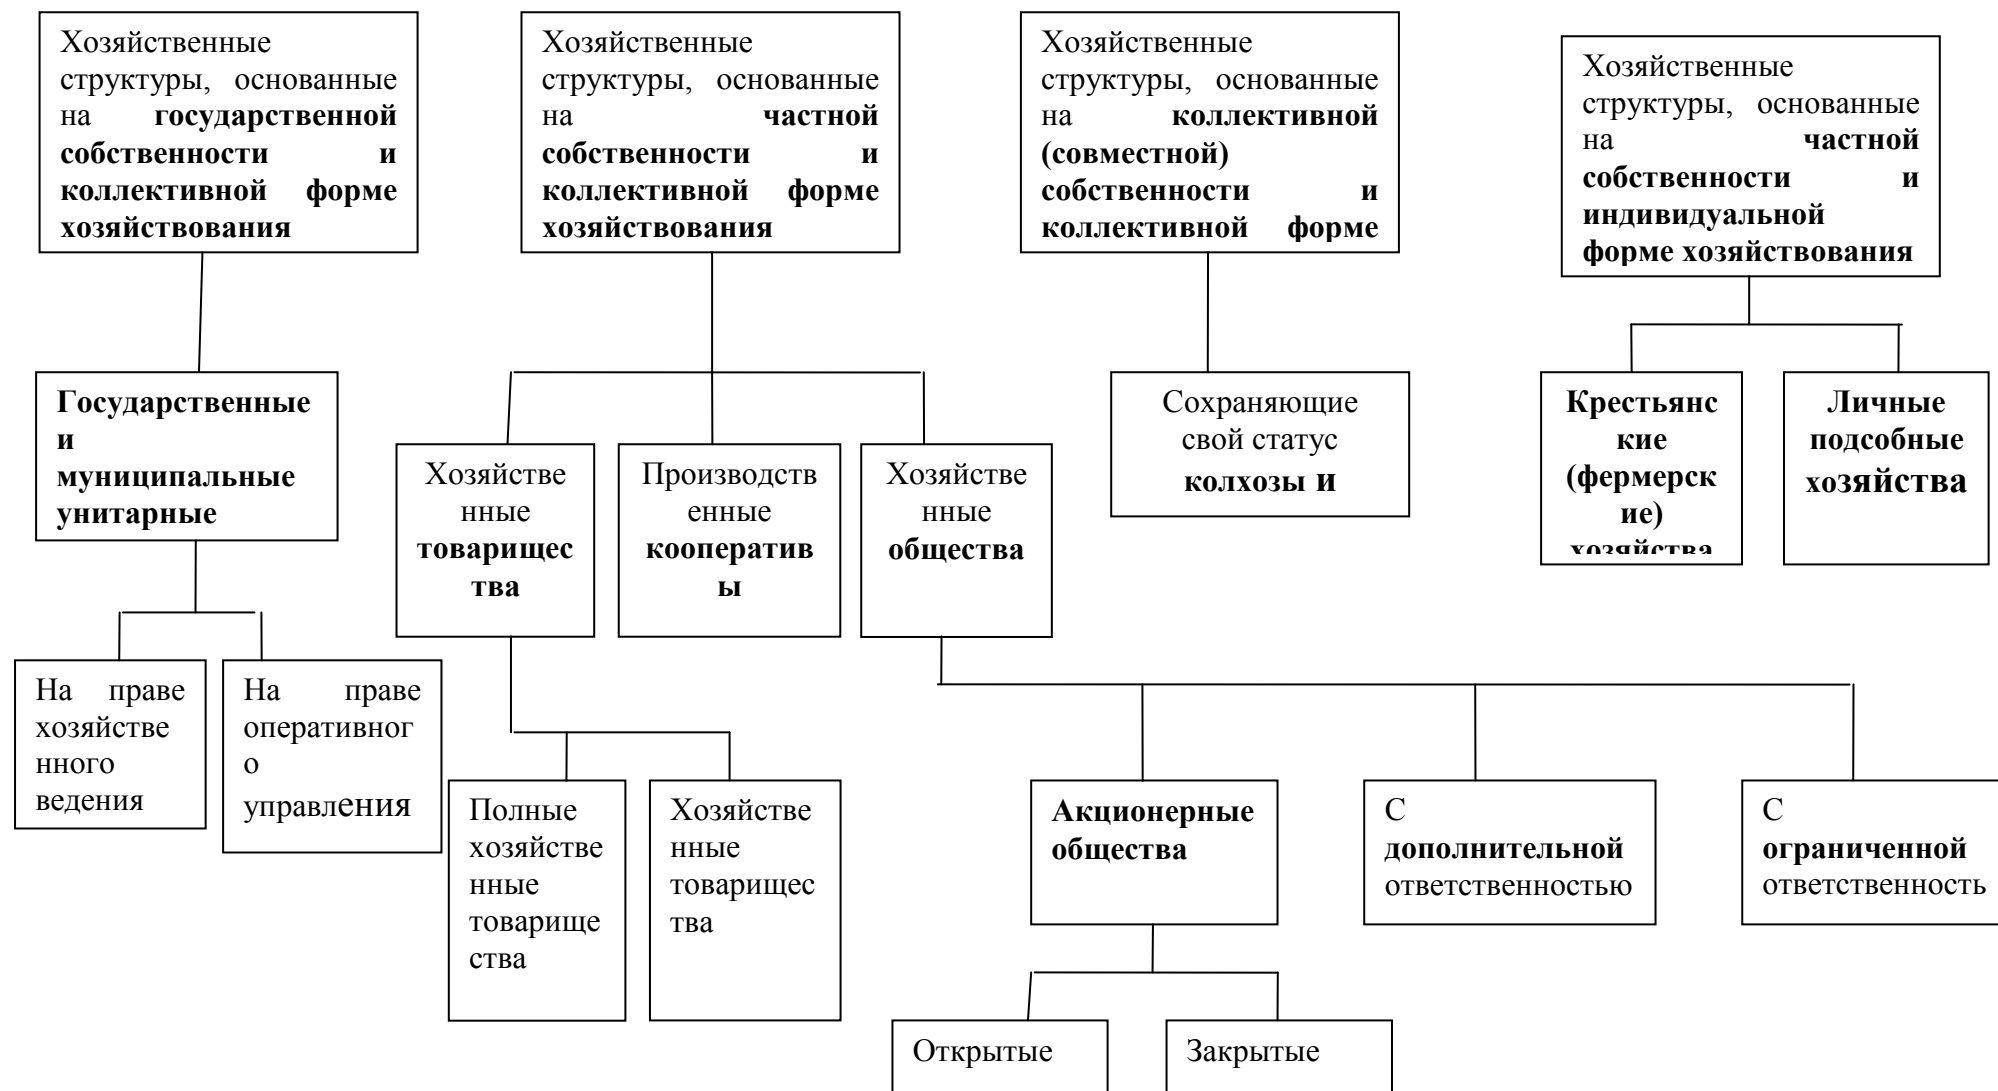 Хозяйственные
структуры, основанные
на государственной
собственности и
коллективной форме
хозяйствования
Хозяйственные
структуры, основанные
на частной
собственности и
коллективной форме
хозяйствования
Хозяйственные
структуры, основанные
на коллективной
(совместной)
собственности и
коллективной форме
Хозяйственные
структуры, основанные
на частной
собственности и
индивидуальной
форме хозяйствования
Государственные
и
муниципальные
унитарные
Хозяйстве
нные
товарищес
тва
Производств
енные
кооператив
ы
Хозяйстве
нные
общества
Сохраняющие
свой статус
колхозы и
Крестьянс
кие
(фермерск
ие)
хозяйства
Личные
подсобные
хозяйства
На праве
хозяйстве
нного
ведения
На праве
оперативног
о
управления
Полные
хозяйстве
нные
товарище
ства
Хозяйстве
нные
товарищес
тва
Акционерные
общества
С
дополнительной
ответственностью
С
ограниченной
ответственность
Открытые
Закрытые